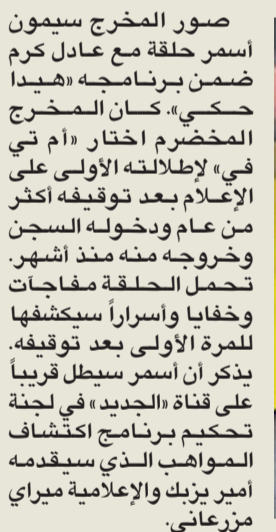 صور المخرج سيمون
أسمر حلقة مع عادل كرم
ضمن برنامجه «هيدا
حكي». كان المخرج
المخضرم اختار «أم تي
في» لإطلالته الأولى على
الإعلام بعد توقيفه أكثر
من عام ودخوله السجن
وخروجه منه منذ أشهر.
تحمل الحلقة مفاجآت
وخفايا وأسراراً سيكشفها
للمرة الأولى بعد توقيفه.
يذكر أن أسمر سيطل قريباً
على قناة «الجديد» في لجنة
تحكيم برنامج اكتشاف
المواهب الذي سيقدمه
أمير يزبك والإعلامية ميراي
مزرعاني.